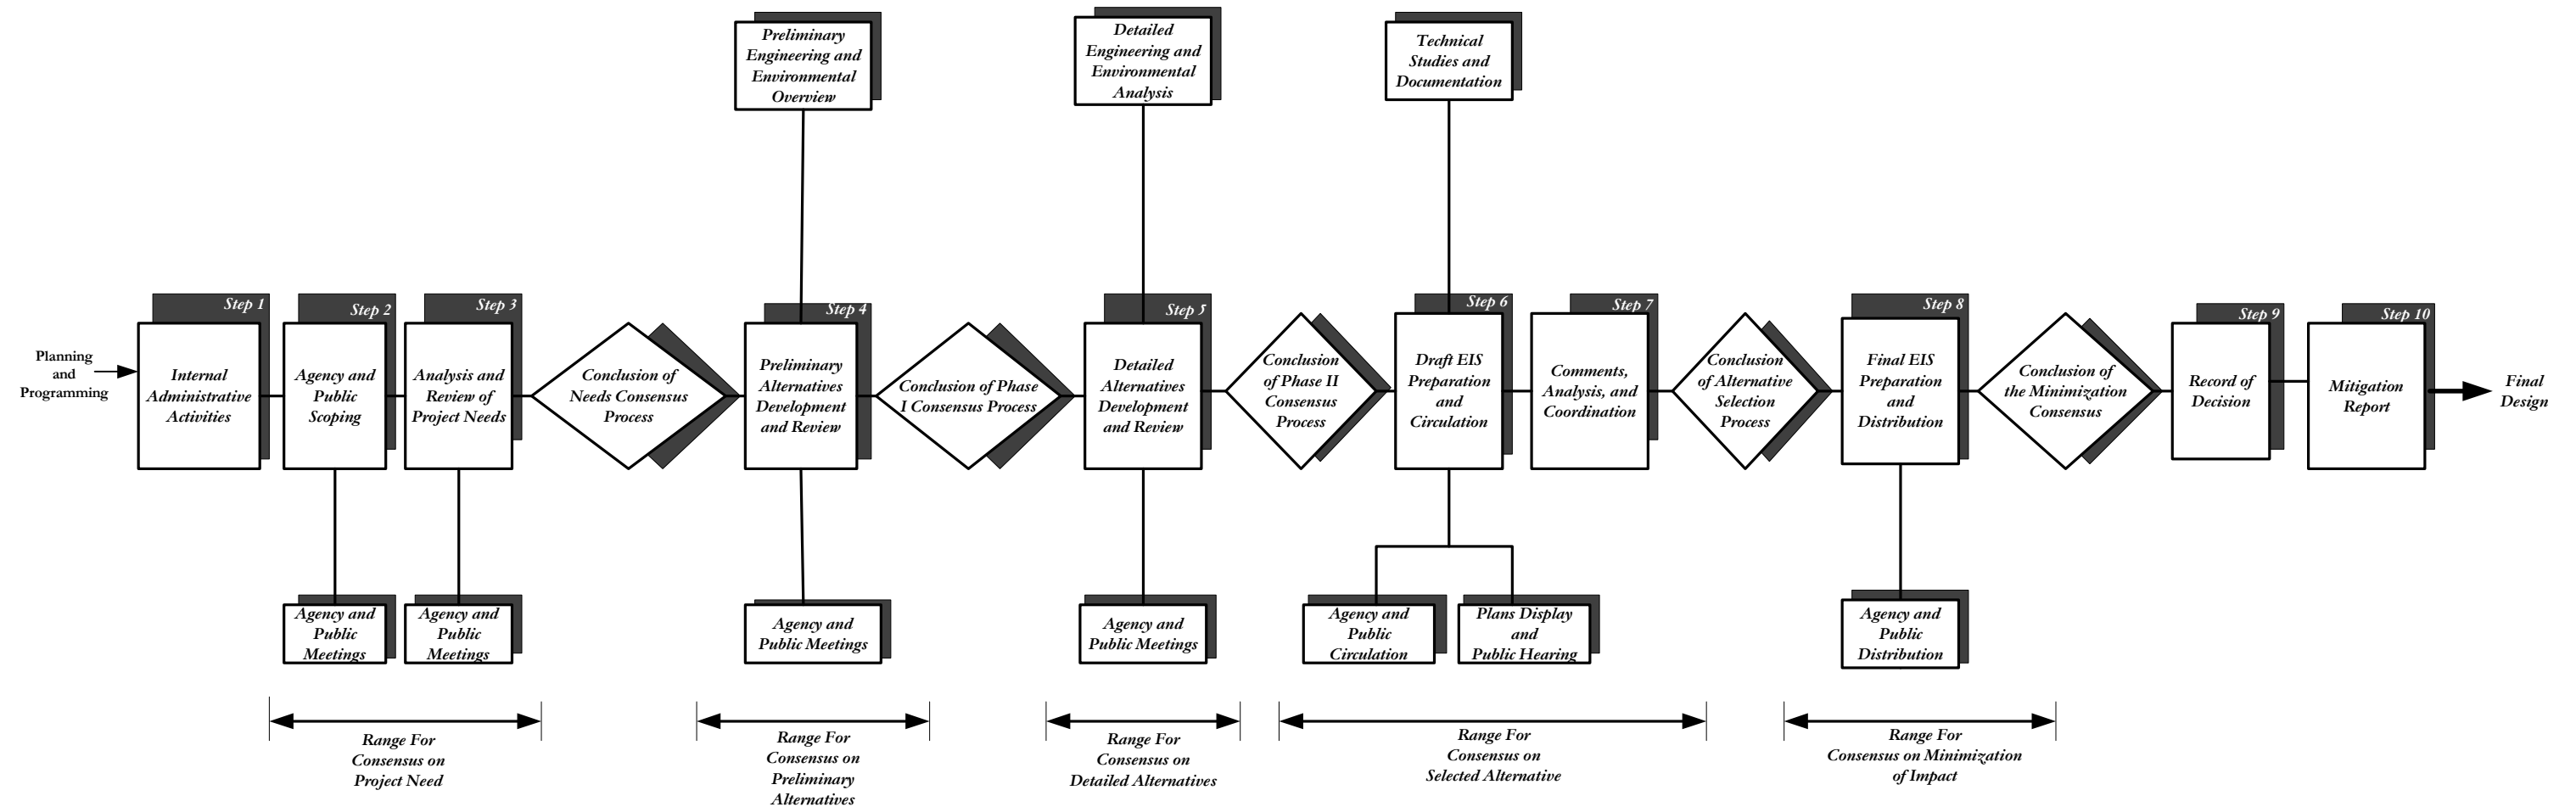 Preliminary
Engineering and
Environmental
Overview
Detailed
Engineering and
Environmental
Analysis
Technical
Studies and
Documentation
Planning
and
Programming
Step 1
Internal
Administrative
Activities
Step 2
Agency and
Public
Scoping
Step 3
Analysis and
Review of
Project Needs
Conclusion of
Needs Consensus
Process
Step 4
Preliminary
Alternatives
Development
and Review
Conclusion of Phase
I Consensus Process
Step 5
Detailed
Alternatives
Development
and Review
Conclusion
of Phase II
Consensus
Process
Step 6
Draft EIS
Preparation
and
Circulation
Step 7
Comments,
Analysis, and
Coordination
Conclusion
of Alternative
Selection
Process
Step 8
Final EIS
Preparation
and
Distribution
Conclusion of
the Minimization
Consensus
Step 9
Record of
Decision
Step 10
Mitigation
Report
Final
Design
Agency and
Public
Meetings
Agency and
Public
Meetings
Agency and
Public Meetings
Agency and
Public Meetings
Agency and
Public
Circulation
Plans Display
and
Public Hearing
Agency and
Public
Distribution
Range For
Consensus on
Project Need
Range For
Consensus on
Preliminary
Alternatives
Range For
Consensus on
Detailed Alternatives
Range For
Consensus on
Selected Alternative
Range For
Consensus on Minimization
of Impact